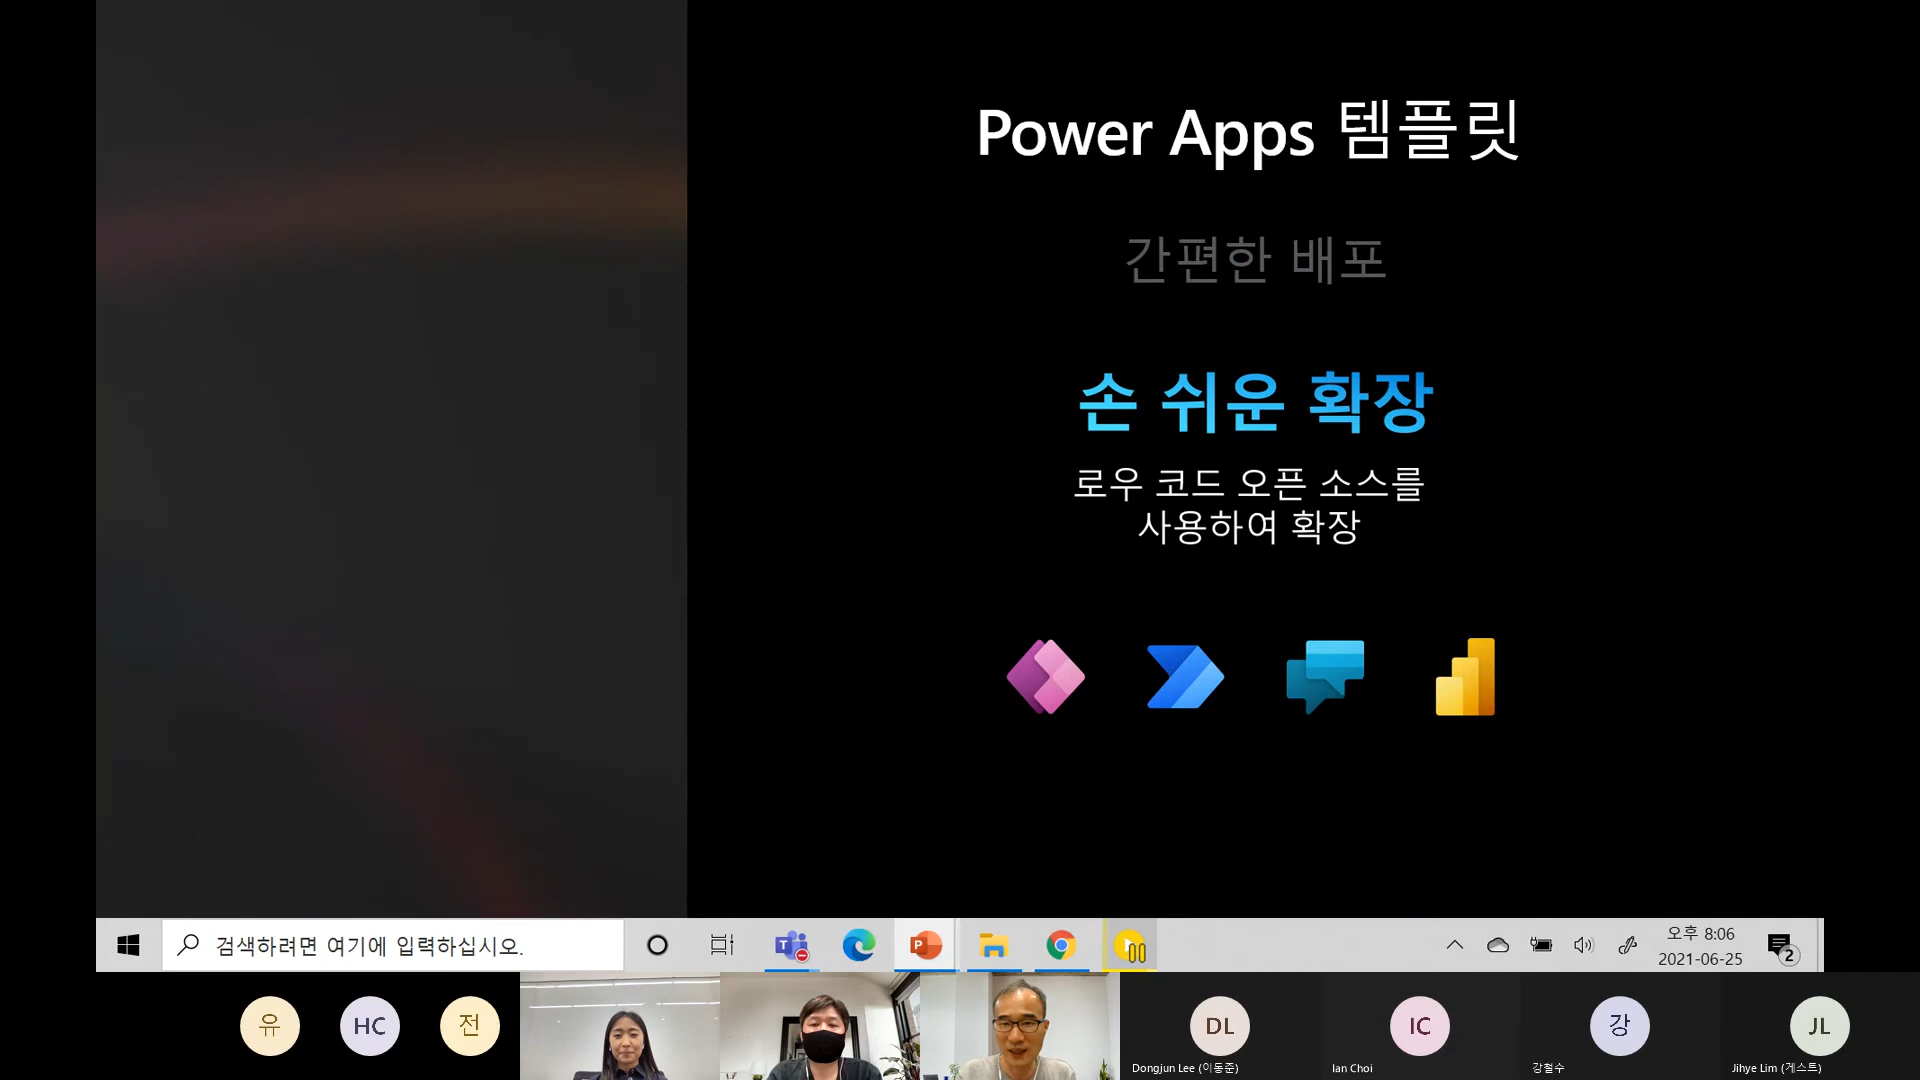 Power Apps 템플릿
간편한 배포
손 쉬운 확장
로우 코드 오픈 소스를
사용하여 확장
검색하려면 여기에 입력하십시오.
T
P
오후 8:06
2021-06-25
2
유
HC
전
DL
IC
강
JL
Dongjun Lee (이동준)
Ian Choi
강철수
Jihye Lim (게스트)